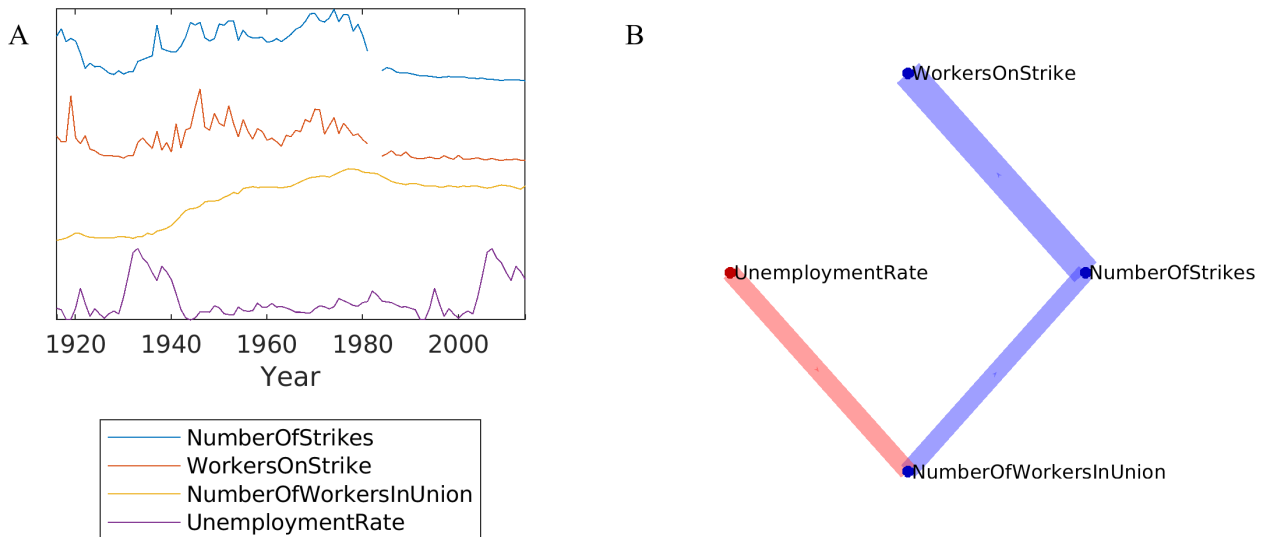 A
1920 1940 1960 1980 2000
Year
NumberOfStrikes
WorkersOnStrike
NumberOfWorkersInUnion
UnemploymentRate
B
WorkersOnStrike
UnemploymentRate
NumberOfStrikes
NumberOfWorkersInUnion